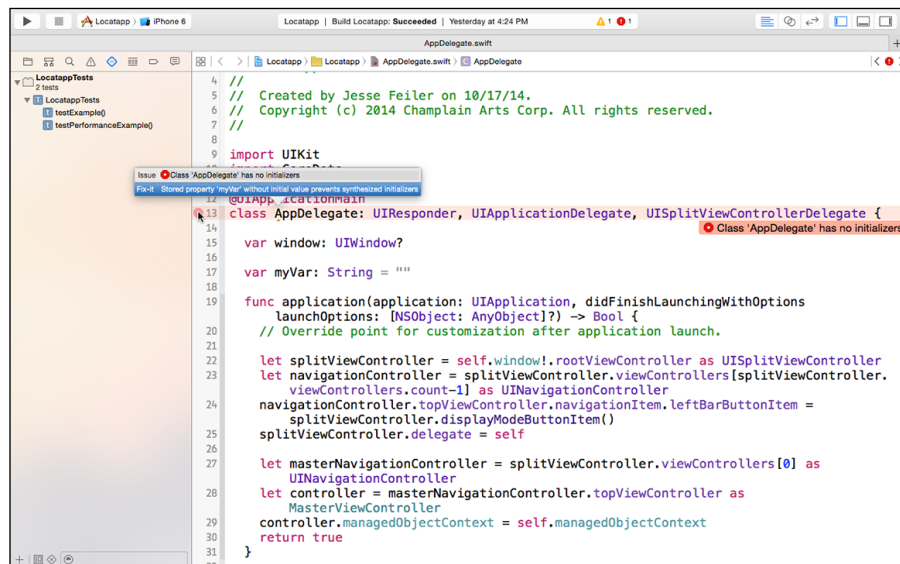 Locatapp iPhone 6
Locatapp | Build Locatapp: Succeeded | Yesterday at 4:24 PM
1 1
AppDelegate.swift
Locatapp Locatapp AppDelegate.swift C AppDelegate
LocatappTests
2 tests
T LocatappTests
t testExample()
t testPerformanceExample()
4 //
5 // Created by Jesse Feiler on 10/17/14.
6 // Copyright (c) 2014 Champlain Arts Corp. All rights reserved.
7 //
8
9 import UIKit
Issue Class 'AppDelegate' has no initializers
Fix-it Stored property 'myVar' without initial value prevents synthesized initializers
12 @UIApplicationMain
13 class AppDelegate: UIResponder, UIApplicationDelegate, UISplitViewControllerDelegate {
Class 'AppDelegate' has no initializers
14
15 var window: UIWindow?
16
17 var myVar: String = ""
18
19 func application(application: UIApplication, didFinishLaunchingWithOptions
launchOptions: [NSObject: AnyObject]?) -> Bool {
20 // Override point for customization after application launch.
21
22 let splitViewController = self.window!.rootViewController as UISplitViewController
23 let navigationController = splitViewController.viewControllers[splitViewController.
viewControllers.count-1] as UINavigationController
24 navigationController.topViewController.navigationItem.leftBarButtonItem =
splitViewController.displayModeButtonItem()
25 splitViewController.delegate = self
26
27 let masterNavigationController = splitViewController.viewControllers[0] as
UINavigationController
28 let controller = masterNavigationController.topViewController as
MasterViewController
29 controller.managedObjectContext = self.managedObjectContext
30 return true
31 }